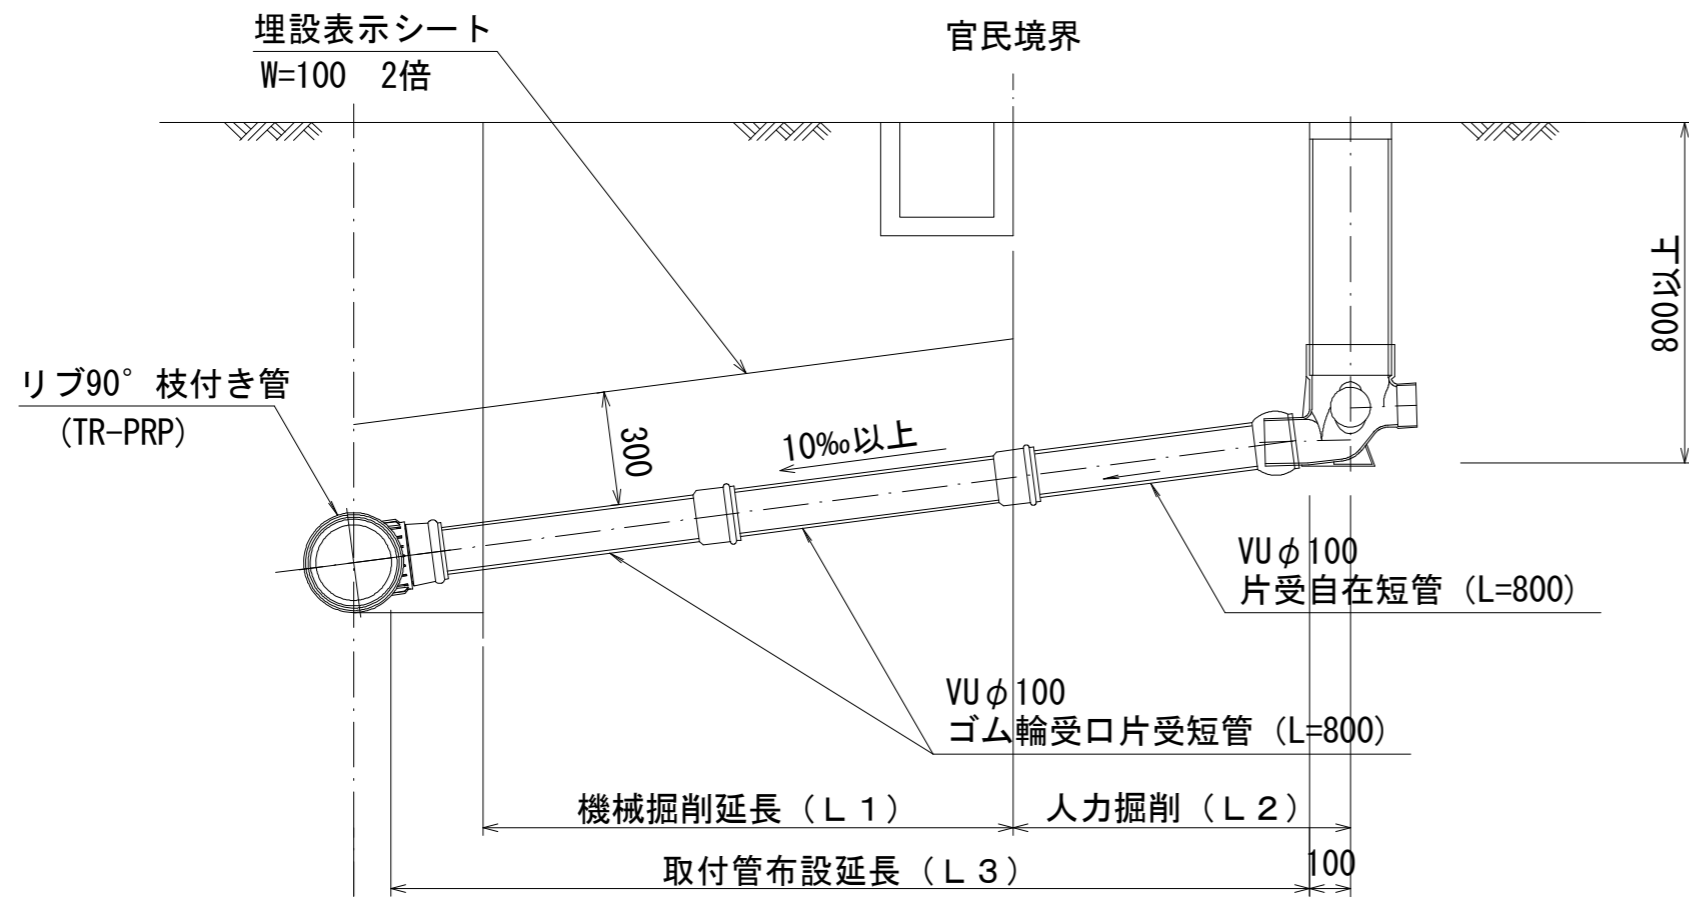 埋設表示シート
W=100 2倍
官民境界
800以上
リブ90°枝付き管
(TR-PRP)
300
10‰以上
VUφ100
片受自在短管 (L=800)
VUφ100
ゴム輪受口片受短管 (L=800)
機械掘削延長（Ｌ１）
人力掘削（Ｌ２）
取付管布設延長（Ｌ３）
100